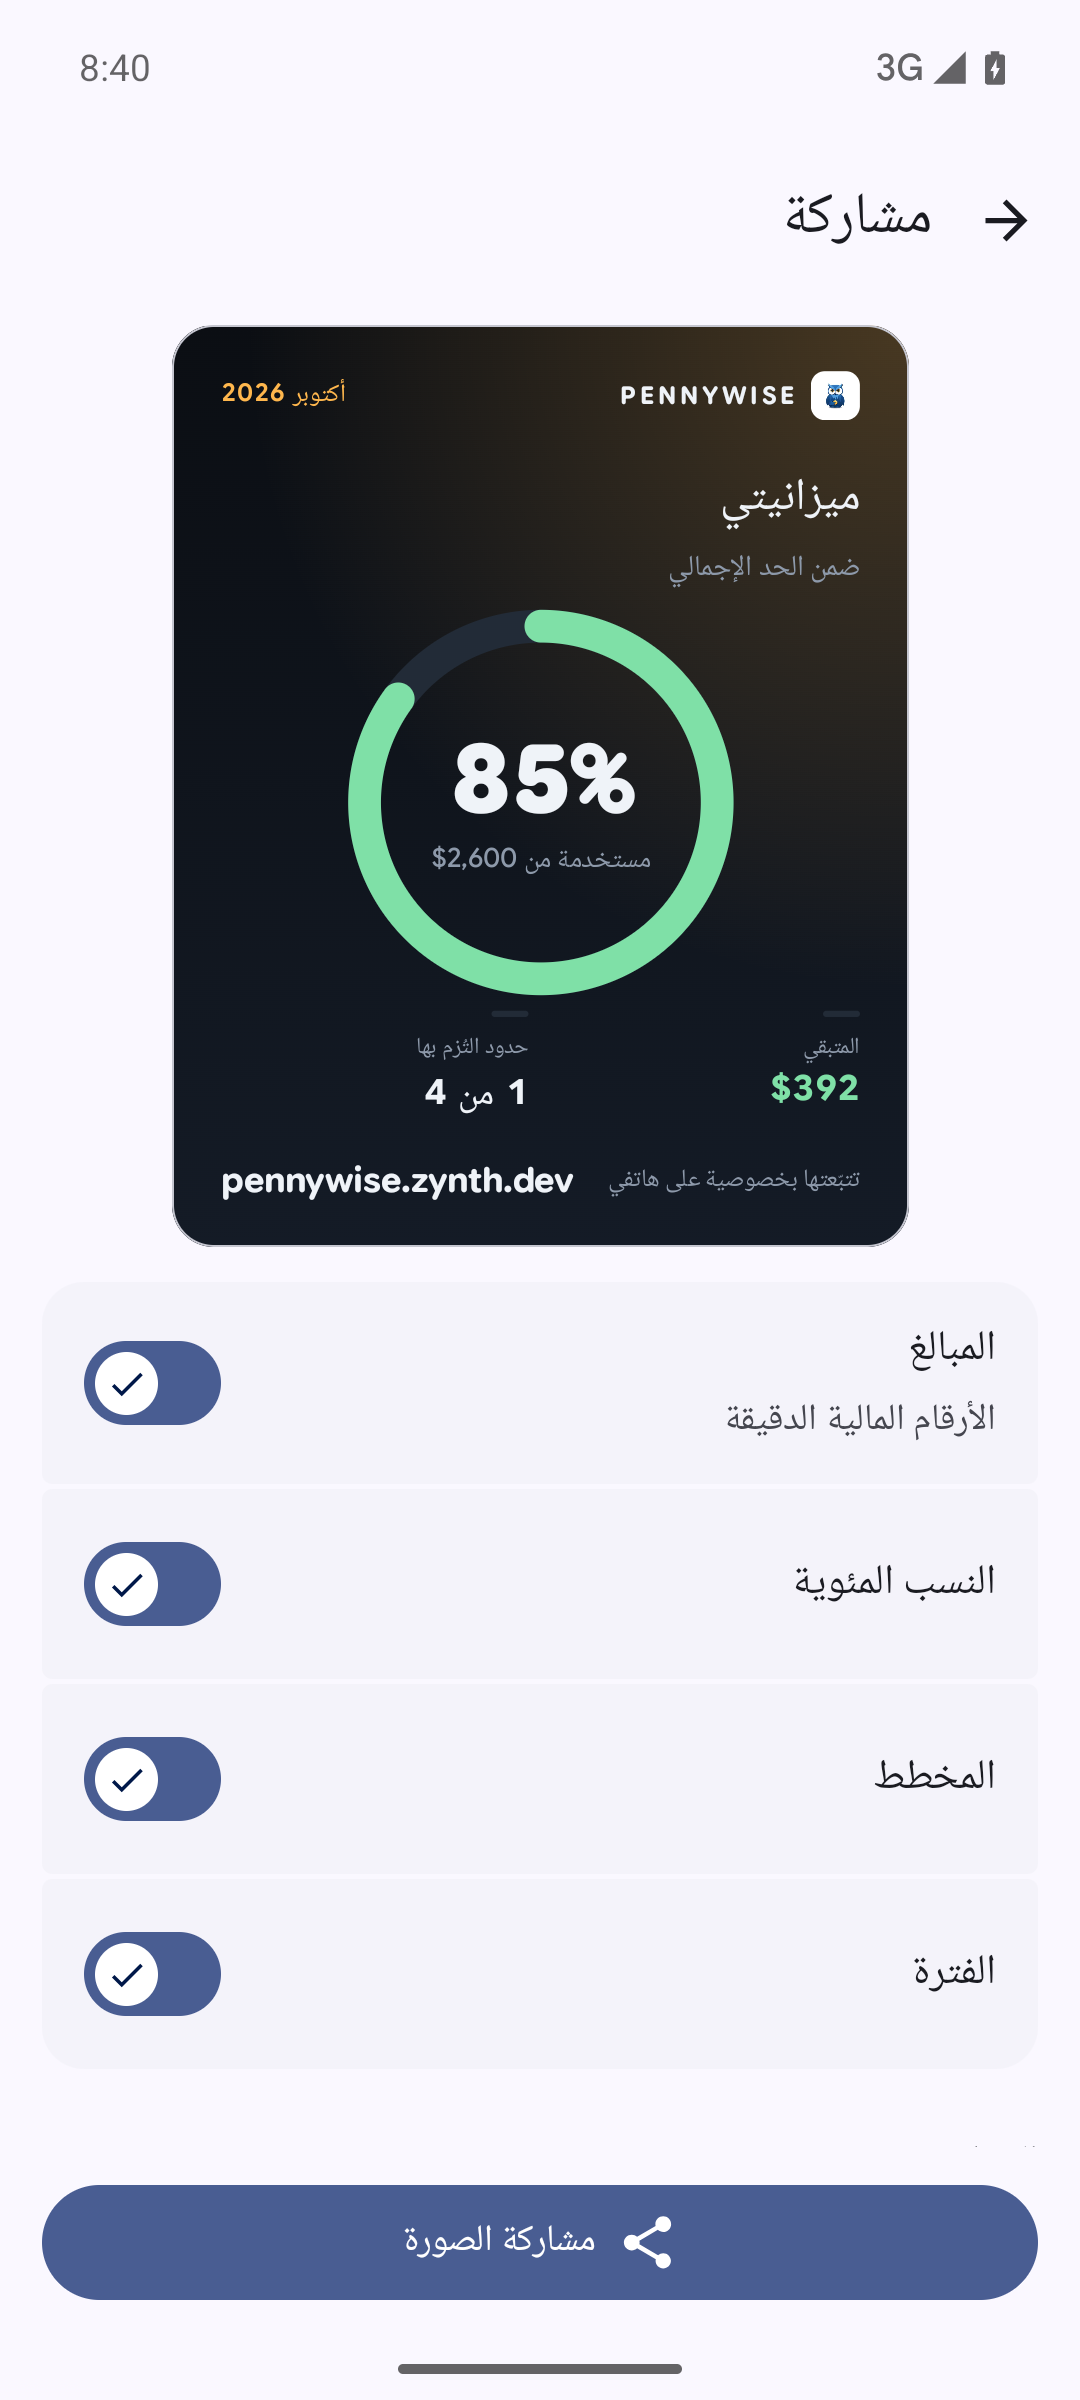 8:40
3G
مشاركة
PENNYWISE
أكتوبر 2026
ميزانيتي
ضمن الحد الإجمالي
85%
مستخدمة من $2,600
المتبقي
$392
حدود التُزم بها
1 من 4
تتبّعتها بخصوصية على هاتفي
pennywise.zynth.dev
المبالغ
الأرقام المالية الدقيقة
النسب المئوية
المخطط
الفترة
مشاركة الصورة